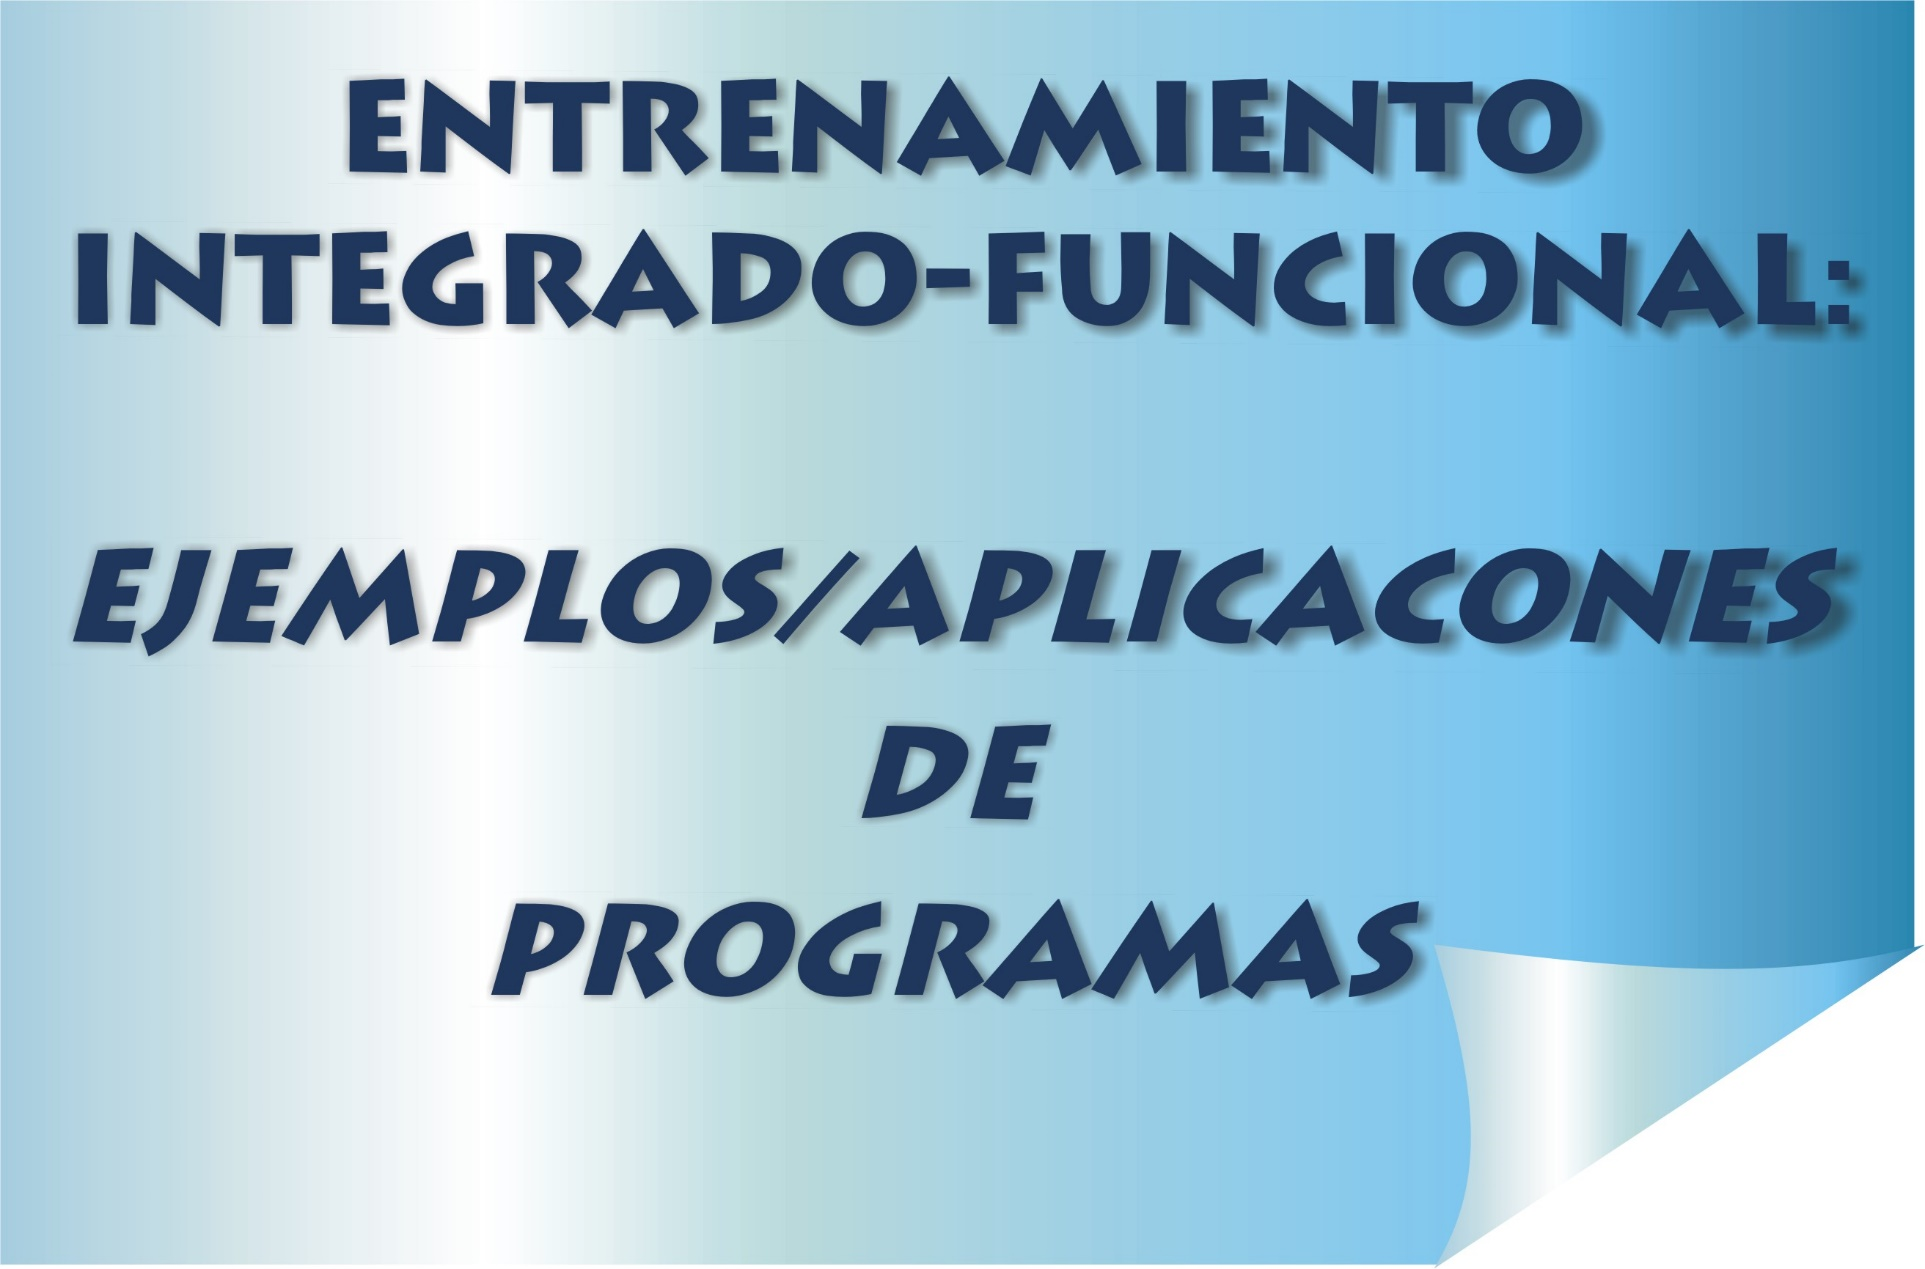 ENTRENAMIENTO
INTEGRADO-FUNCIONAL:
EJEMPLOS/APLICACONES
DE
PROGRAMAS